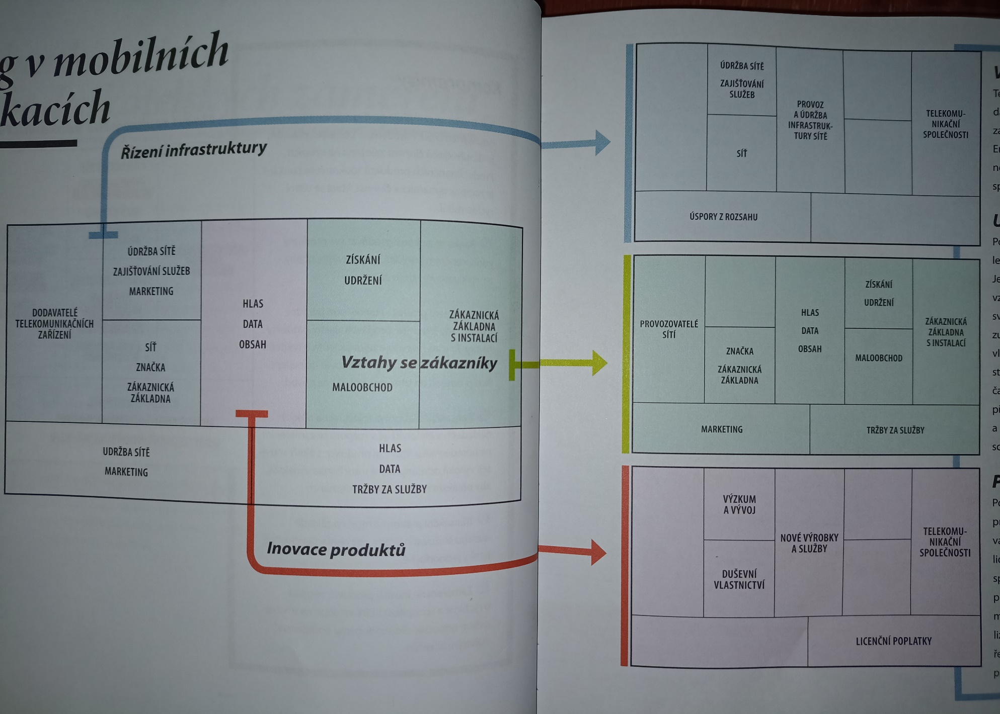 g v mobilních
kacích
Řízení infrastruktury
DODAVATELÉ
TELEKOMUNIKAČNÍCH
ZAŘÍZENÍ
ÚDRŽBA SÍTĚ
ZAJIŠŤOVÁNÍ SLUŽEB
MARKETING
SÍŤ
ZNAČKA
ZÁKAZNICKÁ
ZÁKLADNA
HLAS
DATA
OBSAH
ZÍSKÁNÍ
UDRŽENÍ
MALOOBCHOD
ZÁKAZNICKÁ
ZÁKLADNA
S INSTALACÍ
Vztahy se zákazníky
UDRŽBA SÍTĚ
MARKETING
HLAS
DATA
TRŽBY ZA SLUŽBY
Inovace produktů
ÚDRŽBA SÍTĚ
ZAJIŠŤOVÁNÍ
SLUŽEB
SÍŤ
PROVOZ
A ÚDRŽBA
INFRASTRUK-
TURY SÍTĚ
TELEKOMU-
NIKAČNÍ
SPOLEČNOSTI
ÚSPORY Z ROZSAHU
PROVOZOVATELÉ
SÍTÍ
ZNAČKA
ZÁKAZNICKÁ
ZÁKLADNA
HLAS
DATA
OBSAH
ZÍSKÁNÍ
UDRŽENÍ
MALOOBCHOD
ZÁKAZNICKÁ
ZÁKLADNA
S INSTALACÍ
MARKETING
TRŽBY ZA SLUŽBY
VÝZKUM
A VÝVOJ
DUŠEVNÍ
VLASTNICTVÍ
NOVÉ VÝROBKY
A SLUŽBY
TELEKOMU-
NIKAČNÍ
SPOLEČNOSTI
LICENČNÍ POPLATKY